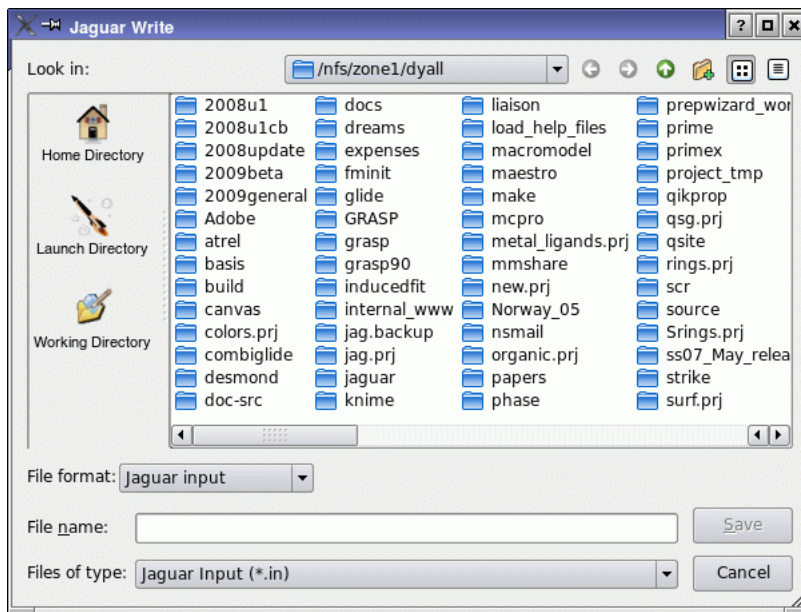 Jaguar Write
Look in: /nfs/zone1/dyall
Home Directory
Launch Directory
Working Directory
2008u1 docs liaison prepwizard_wor
2008u1cb dreams load_help_files prime
2008update expenses macromodel primex
2009beta fminit maestro project_tmp
2009general glide make qikprop
Adobe GRASP mcpro qsg.prj
atrel grasp metal_ligands.prj qsite
basis grasp90 mmshare rings.prj
build inducedfit new.prj scr
canvas internal_www Norway_05 source
colors.prj jag.backup nsmail Srings.prj
combiglide jag.prj organic.prj ss07_May_relea
desmond jaguar papers strike
doc-src knime phase surf.prj
File format: Jaguar input
File name: Save
Files of type: Jaguar Input (*.in) Cancel